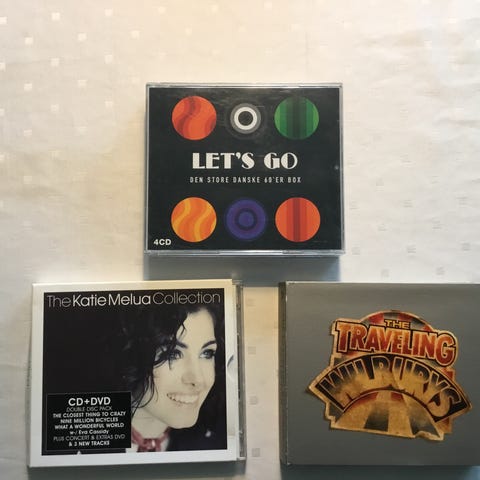 LET'S GO
DEN STORE DANSKE 60'ER BOX
4CD
The Katie Melua Collection
CD+DVD
DOUBLE DISC PACK
THE CLOSEST THING TO CRAZY
NINE MILLION BICYCLES
WHAT A WONDERFUL WORLD
w/ Eva Cassidy
PLUS CONCERT & EXTRAS DVD
& 3 NEW TRACKS
THE
TRAVELING
WILBURYS